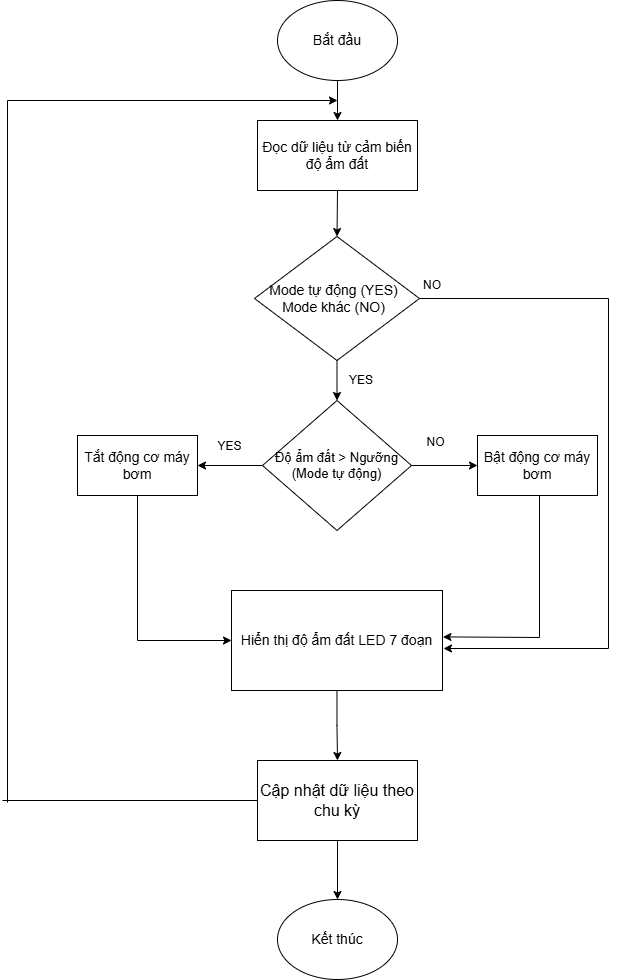 Bắt đầu
Đọc dữ liệu từ cảm biến
độ ẩm đất
Mode tự động (YES)
Mode khác (NO)
NO
YES
Độ ẩm đất > Ngưỡng
(Mode tự động)
YES
NO
Tắt động cơ máy
bơm
Bật động cơ máy
bơm
Hiển thị độ ẩm đất LED 7 đoạn
Cập nhật dữ liệu theo
chu kỳ
Kết thúc